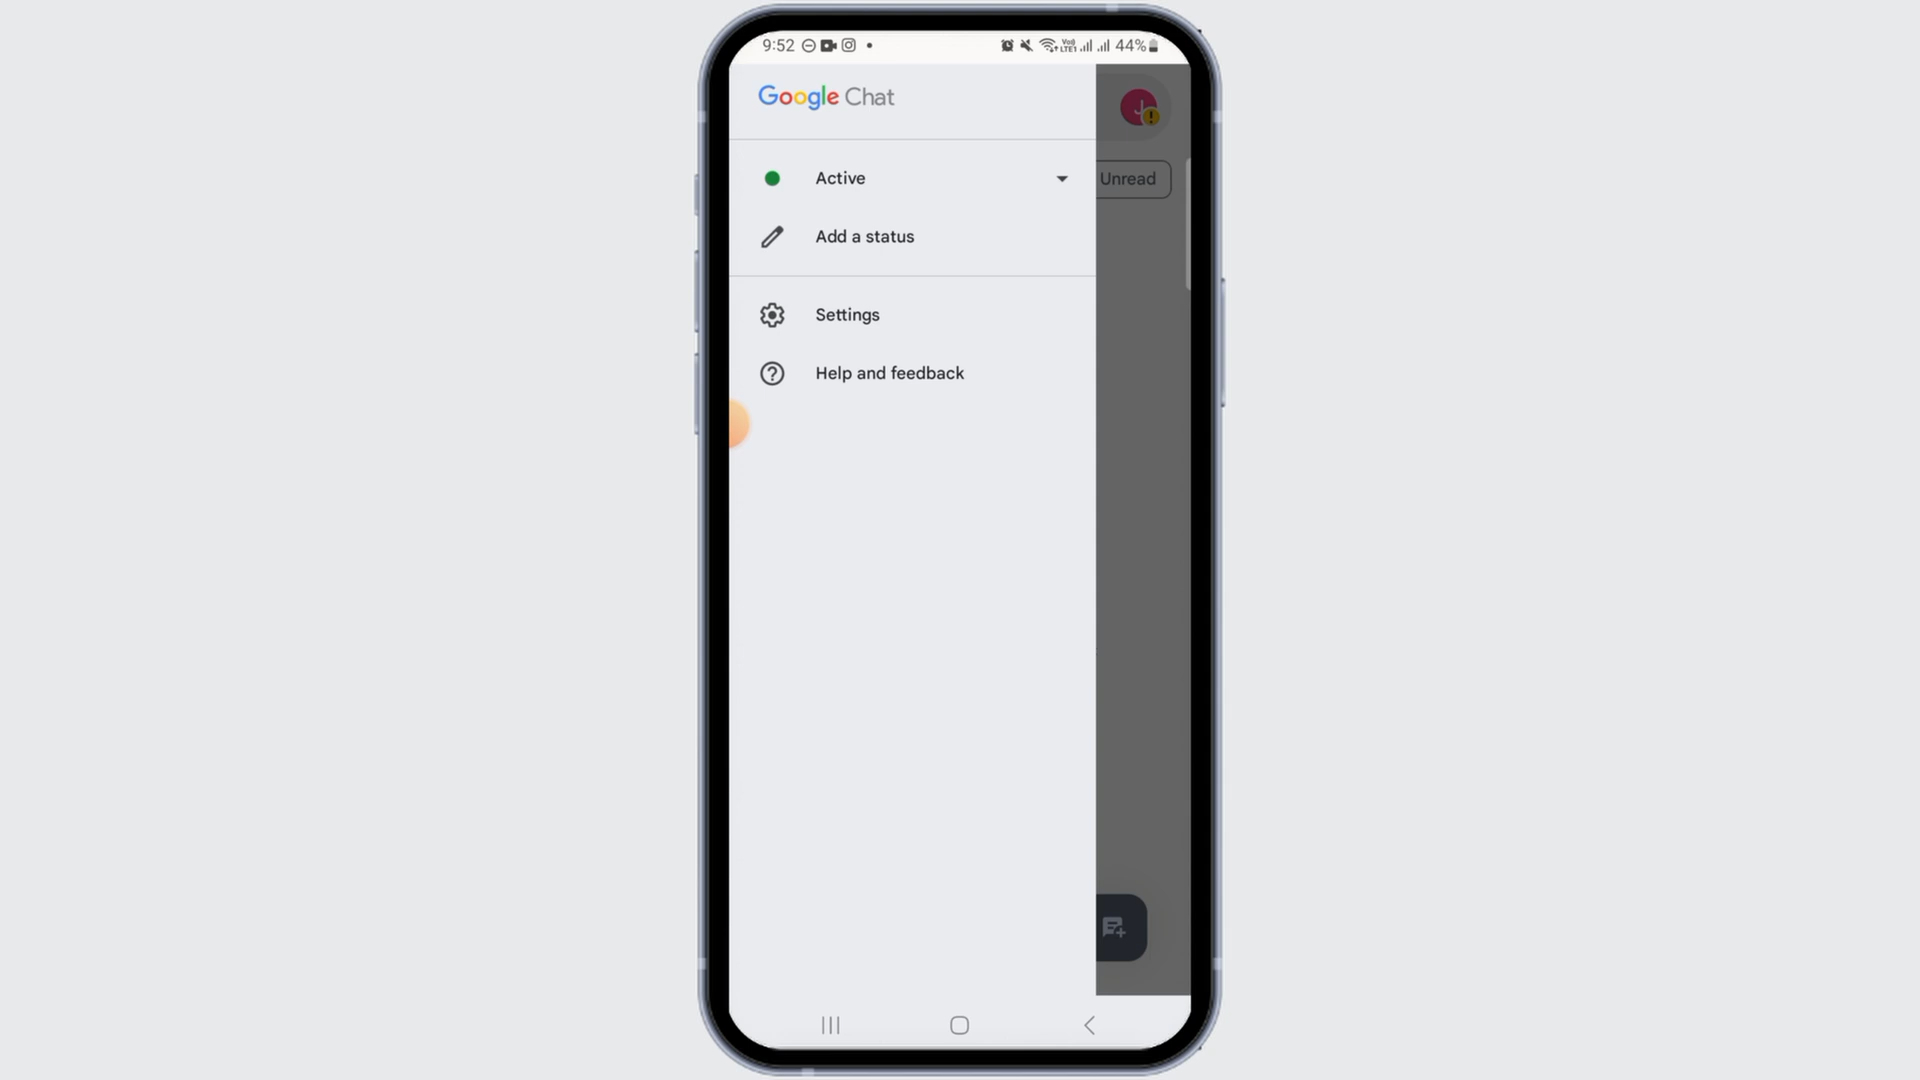 9:52 44%
Google Chat
J
Active
Unread
Add a status
Settings
Help and feedback